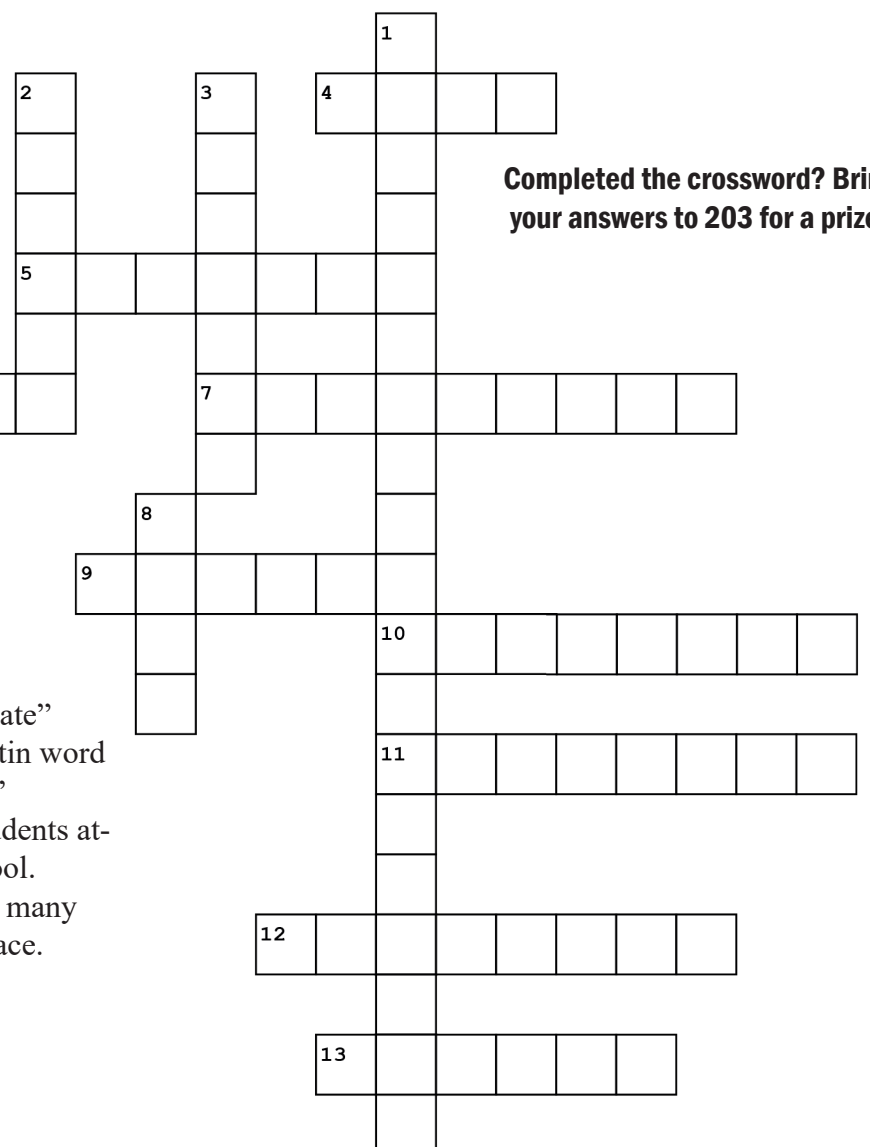 1
2 3 4
Completed the crossword? Bri
your answers to 203 for a priz
5
7
8
9
10
ate”
tin word
11
”
dents at-
ol.
many
12
ace.
13